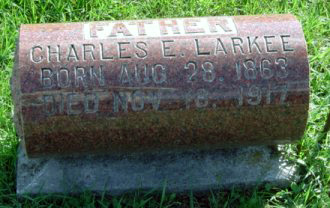 FATHER
CHARLES E. LARKEE
BORN AUG. 28, 1863
DIED NOV. 18, 1917